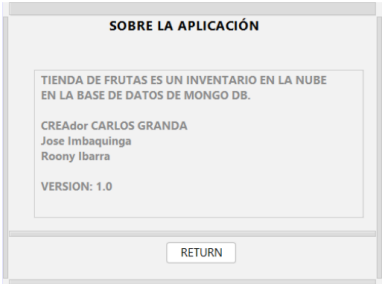 SOBRE LA APLICACIÓN
TIENDA DE FRUTAS ES UN INVENTARIO EN LA NUBE
EN LA BASE DE DATOS DE MONGO DB.
CREAdor CARLOS GRANDA
Jose Imbaquinga
Roony Ibarra
VERSION: 1.0
RETURN